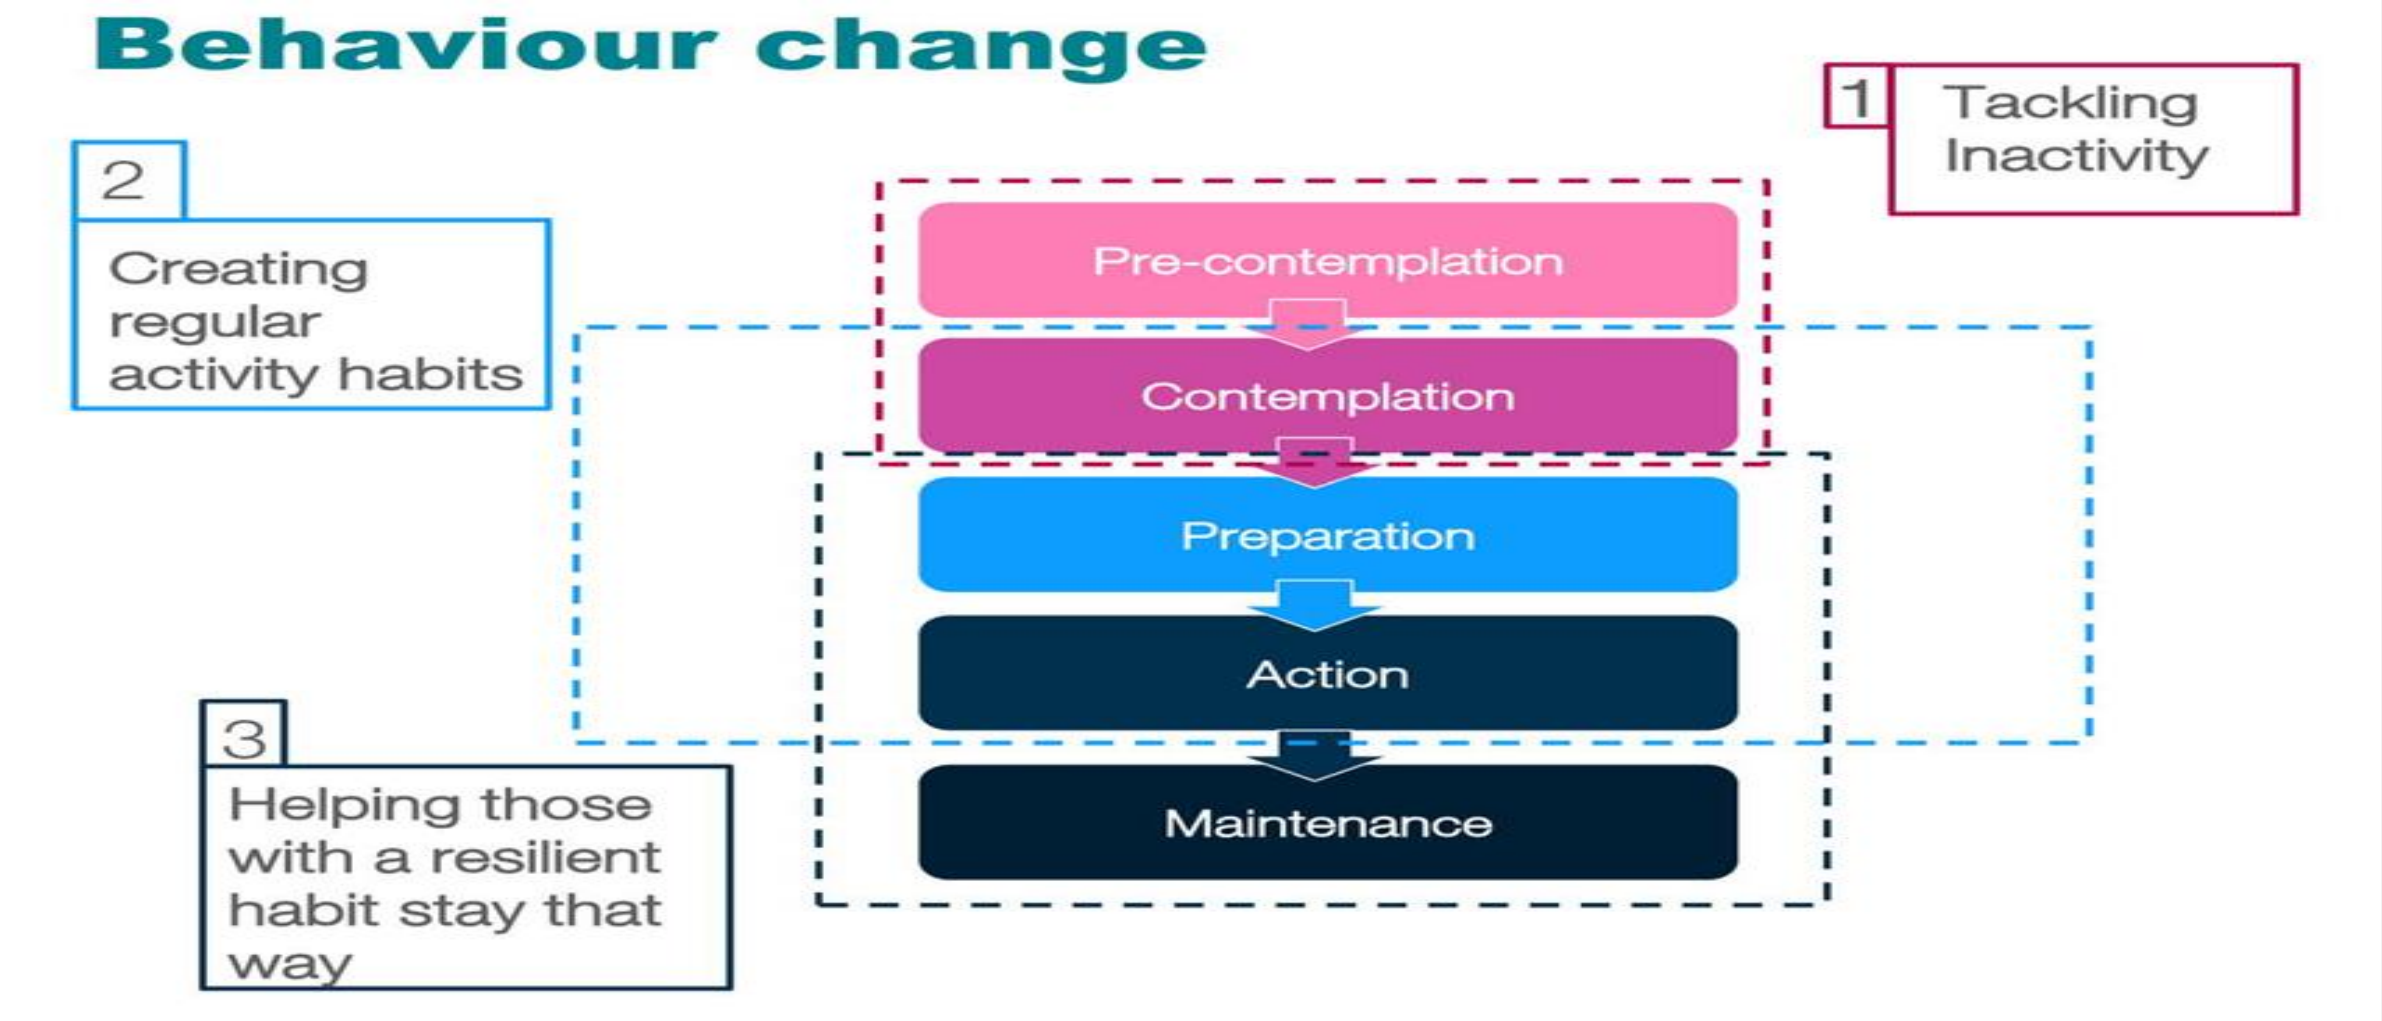 Behaviour change
1
Tackling
Inactivity
2
Creating
regular
activity habits
Pre-contemplation
Contemplation
Preparation
Action
Maintenance
3
Helping those
with a resilient
habit stay that
way